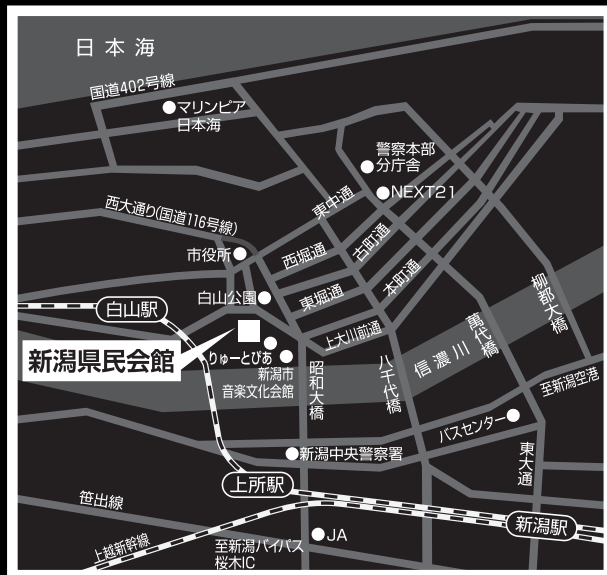 日本海
国道402号線
マリンピア
日本海
警察本部
分庁舎
NEXT21
東中通
西大通り(国道116号線)
古町通
西堀通
市役所
本町通
柳都大橋
白山公園
東堀通
白山駅
萬代橋
上大川前通
信濃川
新潟県民会館
りゅーとぴあ
新潟市
音楽文化会館
昭和大橋
八千代橋
至新潟空港
バスセンター
新潟中央警察署
東大通
上所駅
笹出線
新潟駅
JA
上越新幹線
至新潟バイパス
桜木IC